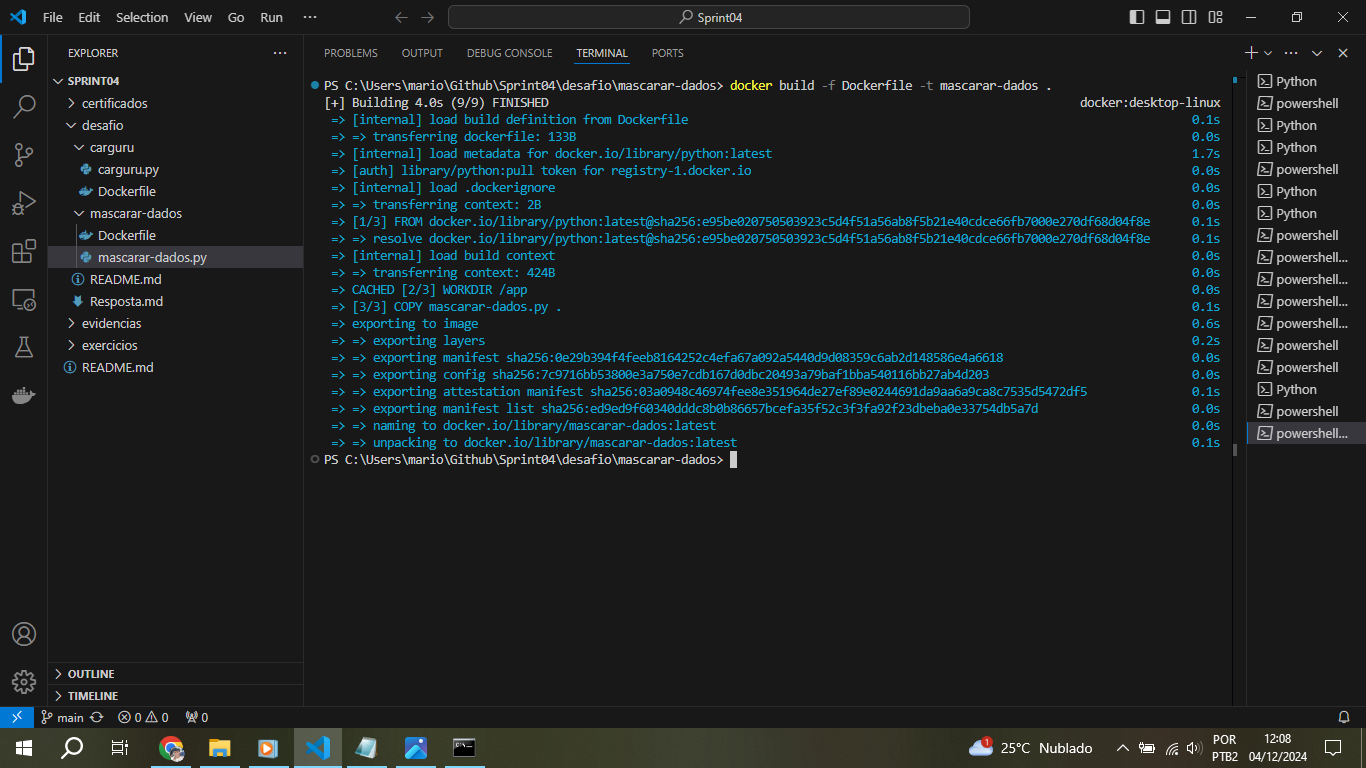 File Edit Selection View Go Run ··· Sprint04
EXPLORER ···
SPRINT04
certificados
desafio
carguru
carguru.py
Dockerfile
mascarar-dados
Dockerfile
mascarar-dados.py
README.md
Resposta.md
evidencias
exercicios
README.md
OUTLINE
TIMELINE
PROBLEMS OUTPUT DEBUG CONSOLE TERMINAL PORTS
PS C:\Users\mario\Github\Sprint04\desafio\mascarar-dados> docker build -f Dockerfile -t mascarar-dados .
[+] Building 4.0s (9/9) FINISHED docker:desktop-linux
=> [internal] load build definition from Dockerfile 0.1s
=> => transferring dockerfile: 133B 0.0s
=> [internal] load metadata for docker.io/library/python:latest 1.7s
=> [auth] library/python:pull token for registry-1.docker.io 0.0s
=> [internal] load .dockerignore 0.0s
=> => transferring context: 2B 0.0s
=> [1/3] FROM docker.io/library/python:latest@sha256:e95be020750503923c5d4f51a56ab8f5b21e40cdce66fb7000e270df68d04f8e 0.1s
=> => resolve docker.io/library/python:latest@sha256:e95be020750503923c5d4f51a56ab8f5b21e40cdce66fb7000e270df68d04f8e 0.1s
=> [internal] load build context 0.0s
=> => transferring context: 424B 0.0s
=> CACHED [2/3] WORKDIR /app 0.0s
=> [3/3] COPY mascarar-dados.py . 0.1s
=> exporting to image 0.6s
=> => exporting layers 0.2s
=> => exporting manifest sha256:0e29b394f4feeb8164252c4efa67a092a5440d9d08359c6ab2d148586e4a6618 0.0s
=> => exporting config sha256:7c9716bb53800e3a750e7cdb167d0dbc20493a79baf1bba540116bb27ab4d203 0.0s
=> => exporting attestation manifest sha256:03a0948c46974fee8e351964de27ef89e0244691da9aa6a9ca8c7535d5472df5 0.1s
=> => exporting manifest list sha256:ed9ed9f60340dddc8b0b86657bcefa35f52c3f3fa92f23dbeba0e33754db5a7d 0.0s
=> => naming to docker.io/library/mascarar-dados:latest 0.0s
=> => unpacking to docker.io/library/mascarar-dados:latest 0.1s
PS C:\Users\mario\Github\Sprint04\desafio\mascarar-dados>
Python
powershell
Python
Python
powershell
Python
Python
powershell
powershell...
powershell...
powershell...
powershell...
powershell
powershell
Python
powershell
powershell...
main 0 0 0
1 25°C Nublado POR 12:08
PTB2 04/12/2024